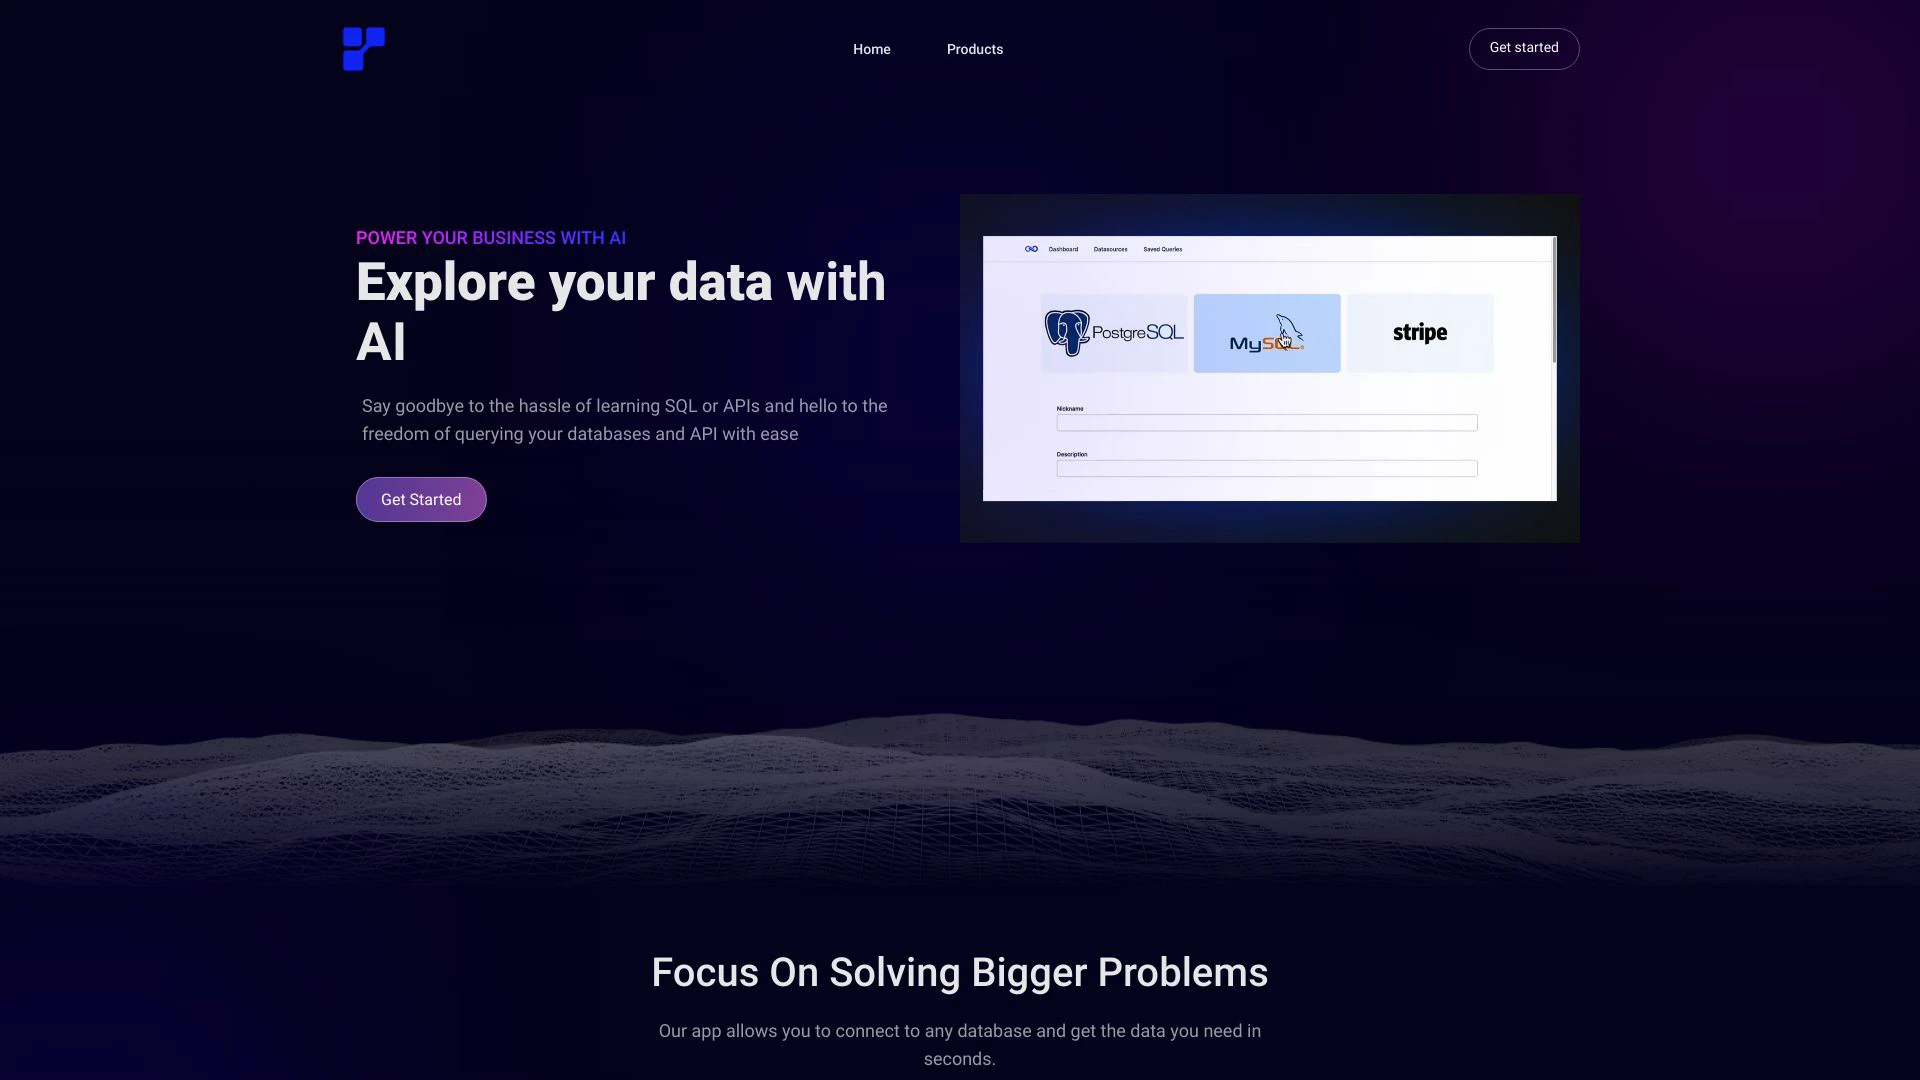 Home
Products
Get started
POWER YOUR BUSINESS WITH AI
Explore your data with
AI
Say goodbye to the hassle of learning SQL or APIs and hello to the
freedom of querying your databases and API with ease
Get Started
Dashboard
Datasources
Saved Queries
PostgreSQL
MySQL
stripe
Nickname
Description
Focus On Solving Bigger Problems
Our app allows you to connect to any database and get the data you need in
seconds.